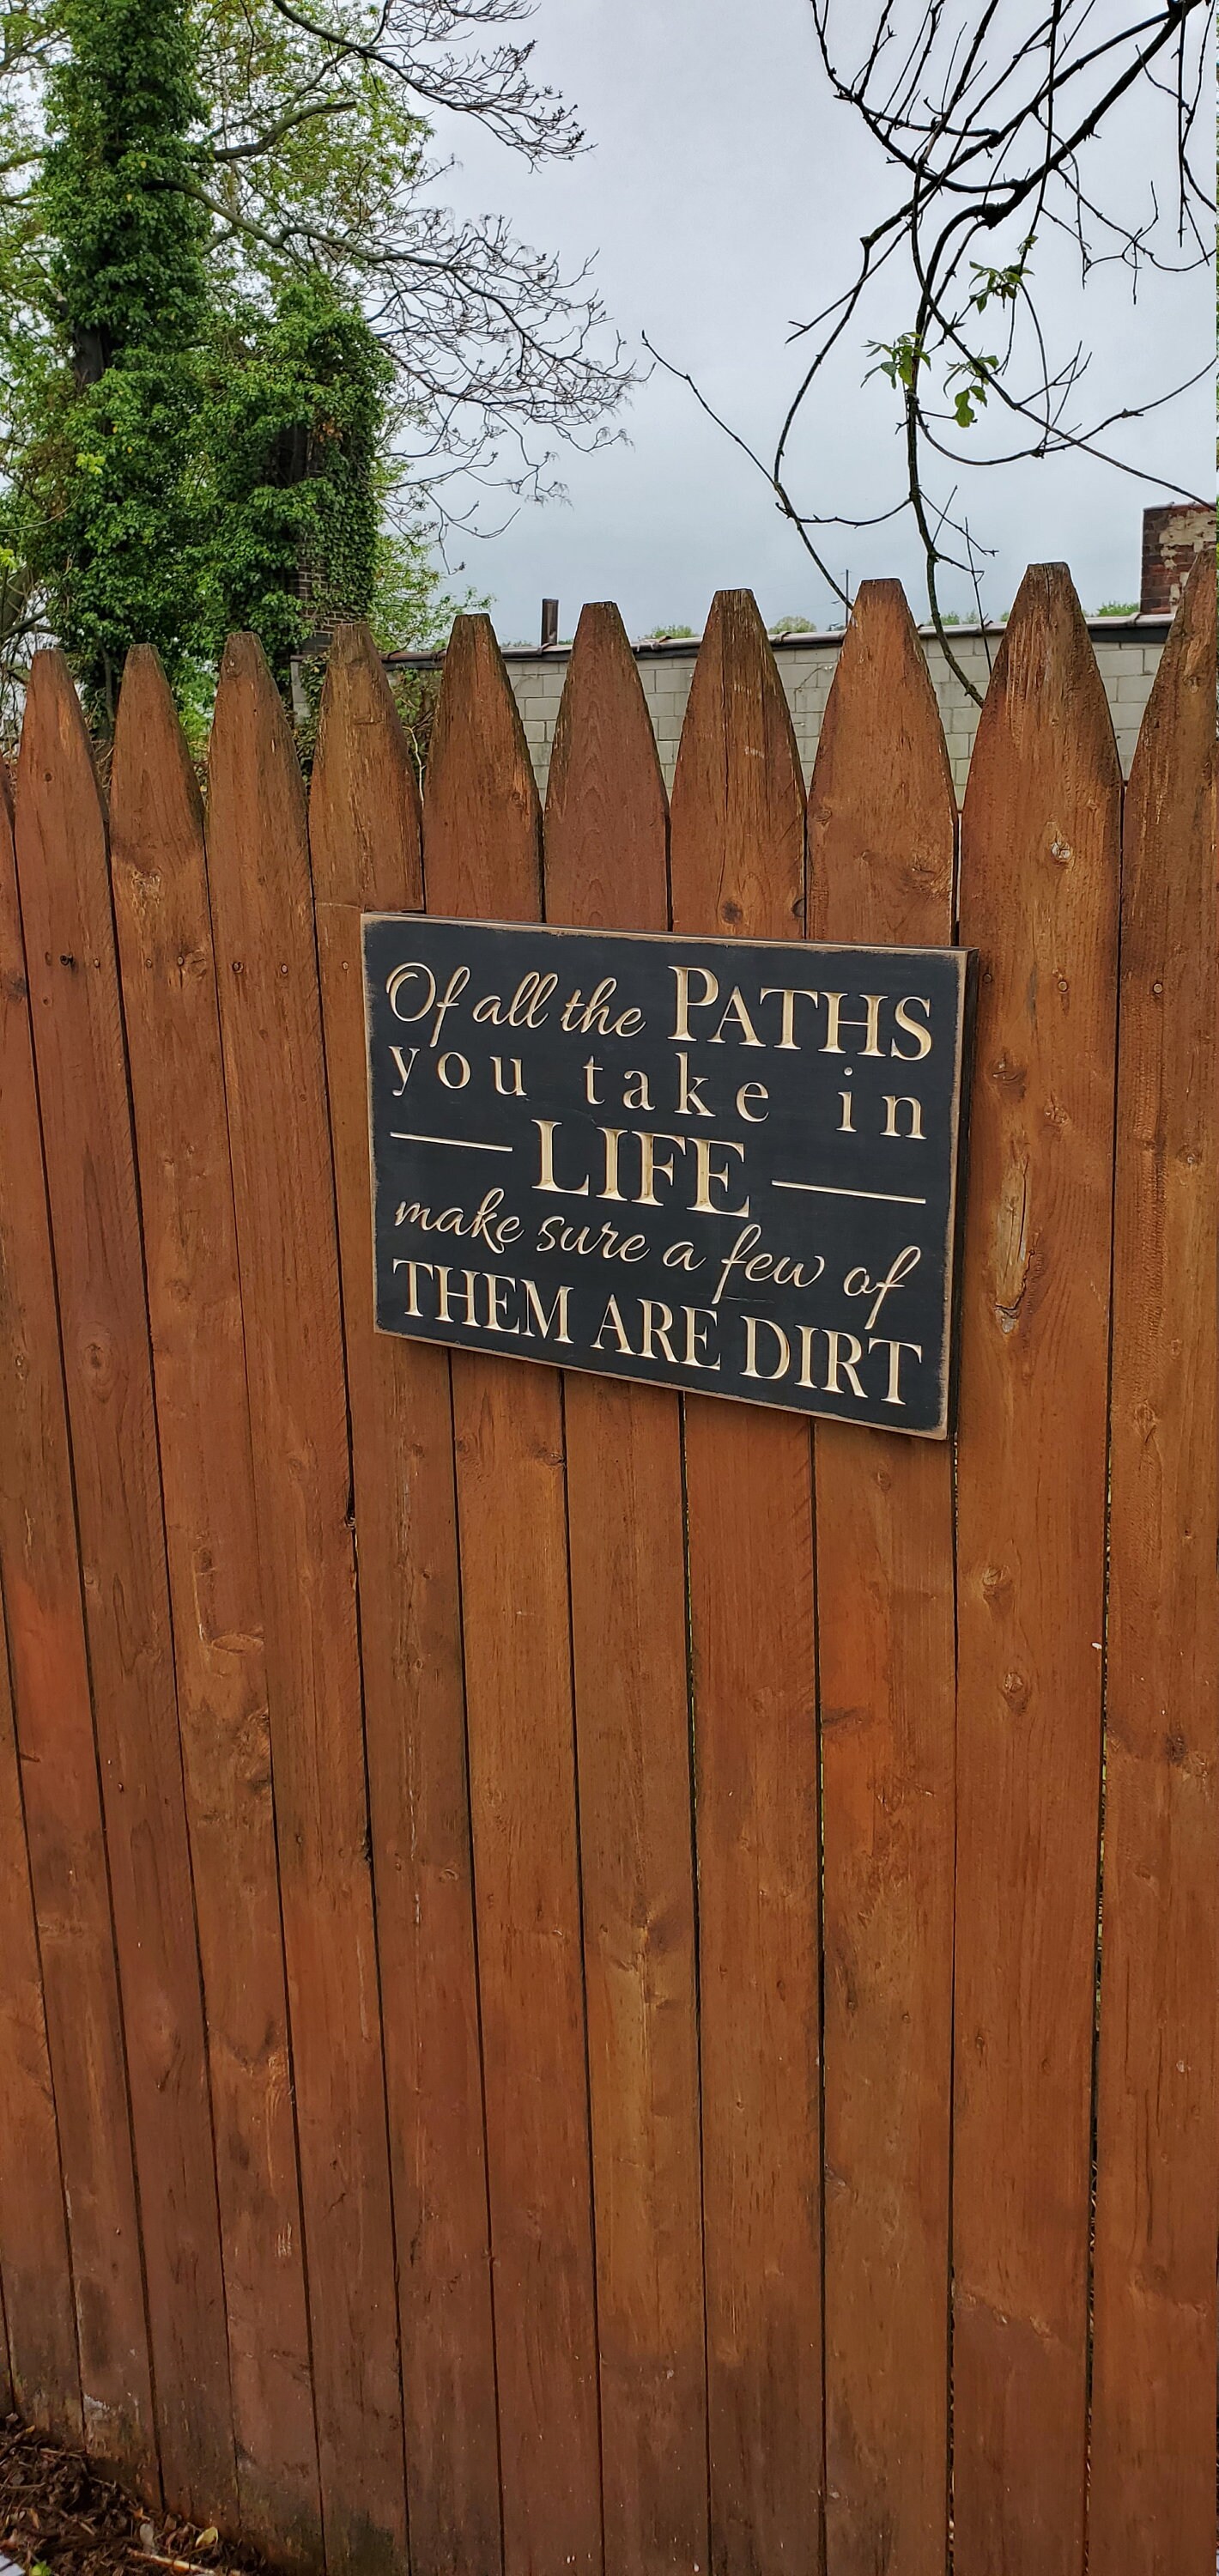 Of all the PATHS
you take in
LIFE
make sure a few of
THEM ARE DIRT